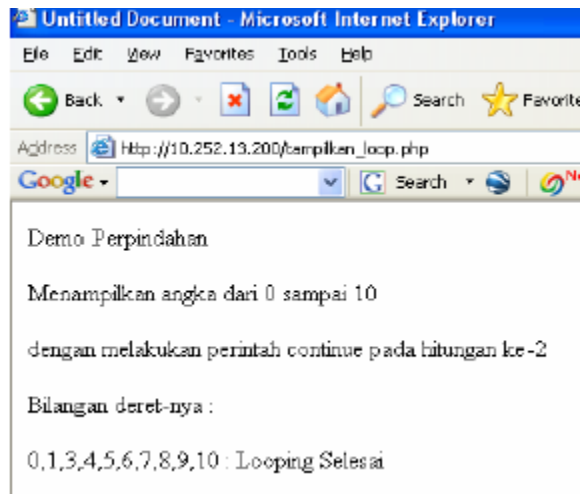 Untitled Document - Microsoft Internet Explorer
File Edit View Favorites Tools Help
Back Search Favorite
Address http://10.252.13.200/tampilkan_loop.php
Google Search
Demo Perpindahan
Menampilkan angka dari 0 sampai 10
dengan melakukan perintah continue pada hitungan ke-2
Bilangan deret-nya :
0,1,3,4,5,6,7,8,9,10 : Looping Selesai